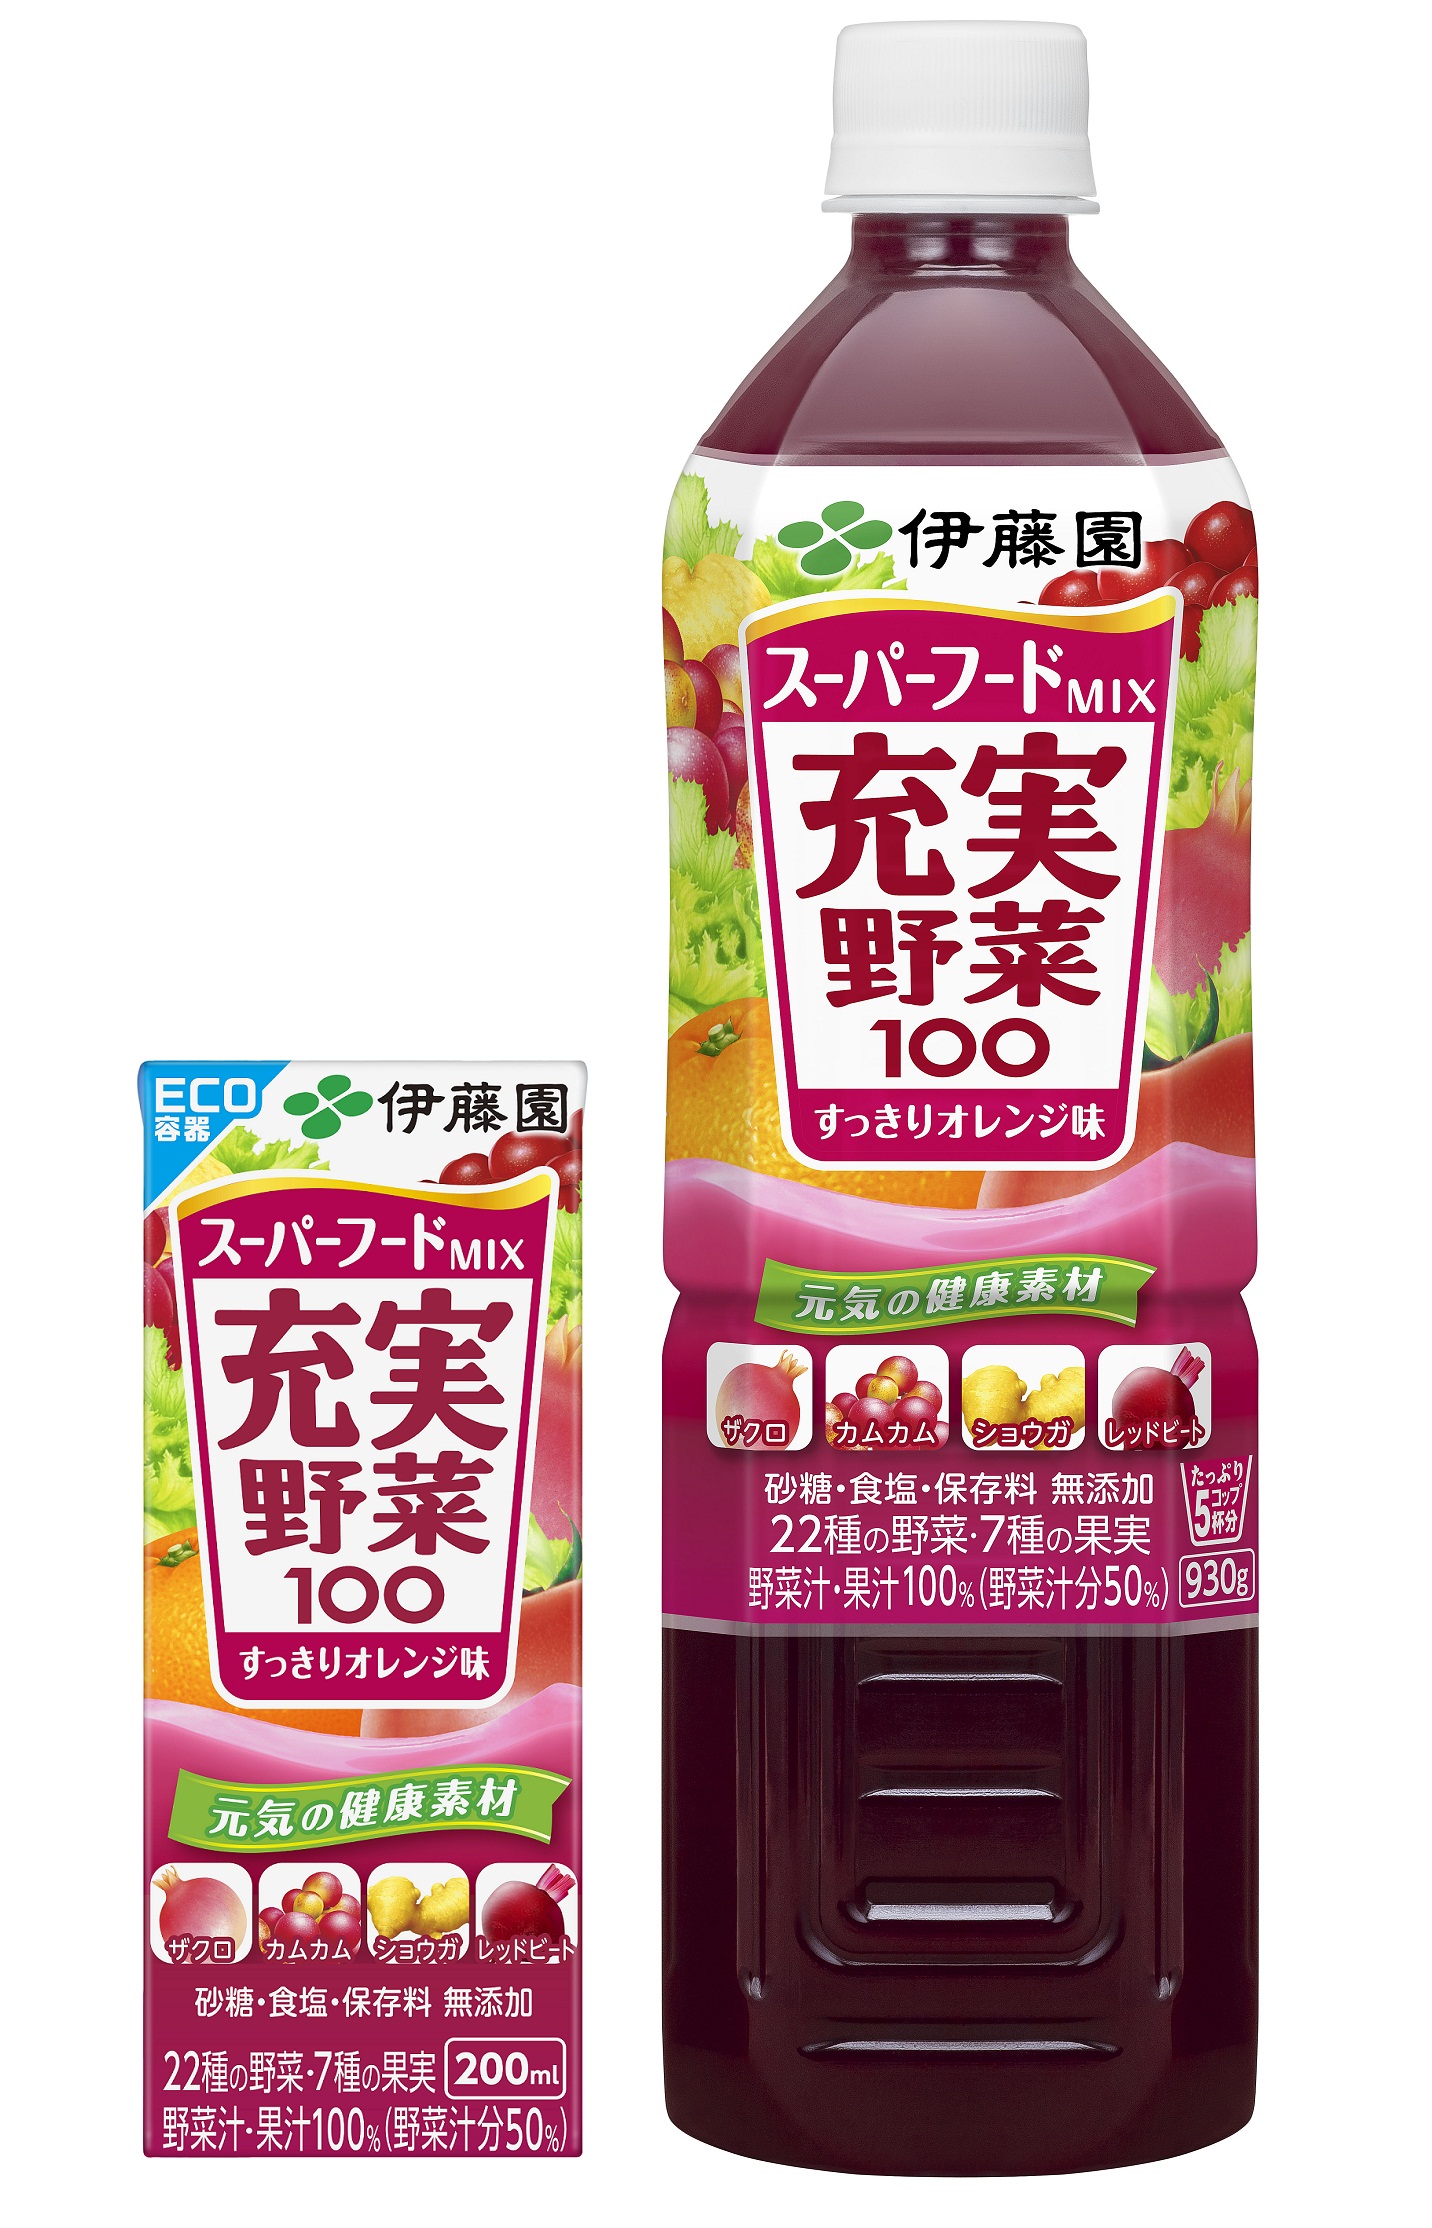 ECO
容器
伊藤園
スーパーフードMIX
充実
野菜
100
すっきりオレンジ味
元気の健康素材
ザクロ
カムカム
ショウガ
レッドビート
砂糖・食塩・保存料 無添加
22種の野菜・7種の果実
200ml
野菜汁・果汁100%(野菜汁分50%)
伊藤園
スーパーフードMIX
充実
野菜
100
すっきりオレンジ味
元気の健康素材
ザクロ
カムカム
ショウガ
レッドビート
砂糖・食塩・保存料 無添加
22種の野菜・7種の果実
野菜汁・果汁100%(野菜汁分50%)
たっぷり
5コップ杯分
930g